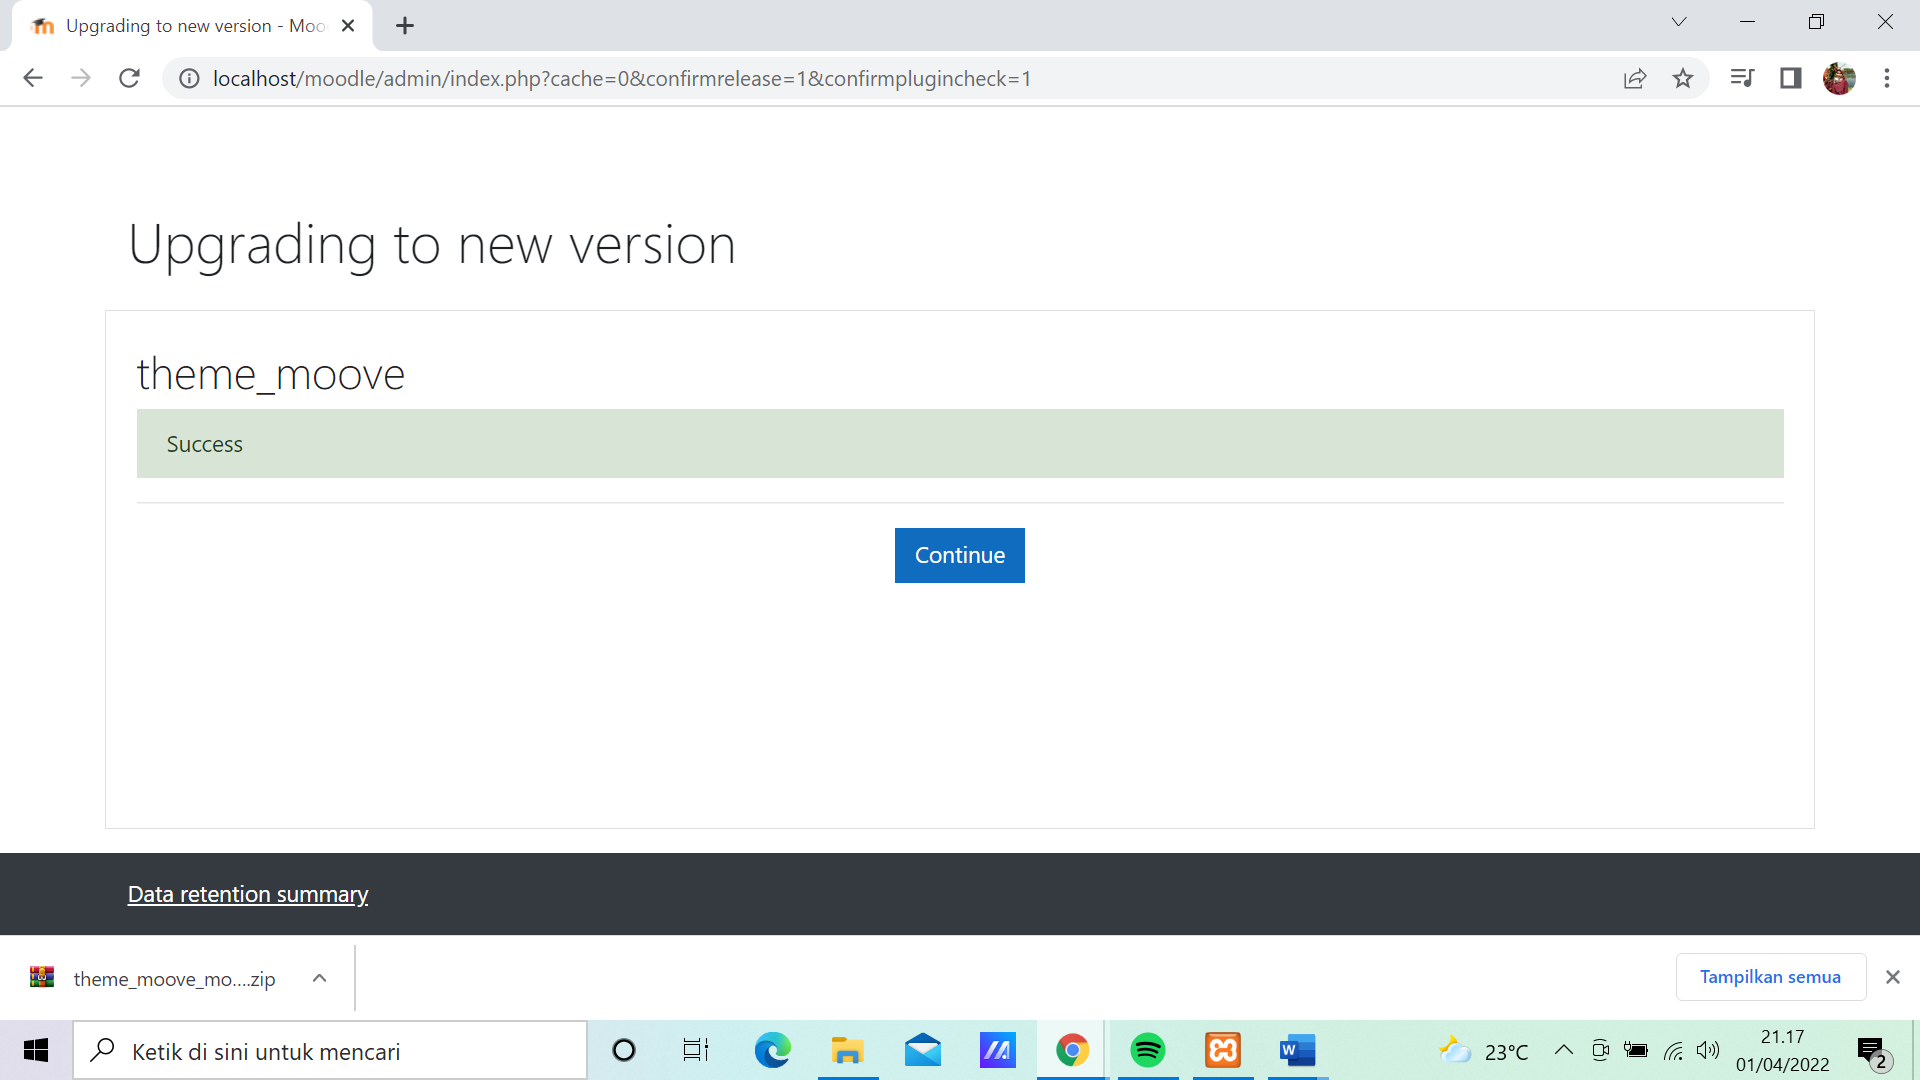 Upgrading to new version - Moo
localhost/moodle/admin/index.php?cache=0&confirmrelease=1&confirmplugincheck=1
Upgrading to new version
theme_moove
Success
Continue
Data retention summary
theme_moove_mo....zip
Tampilkan semua
Ketik di sini untuk mencari
W
23°C
21.17
01/04/2022
2